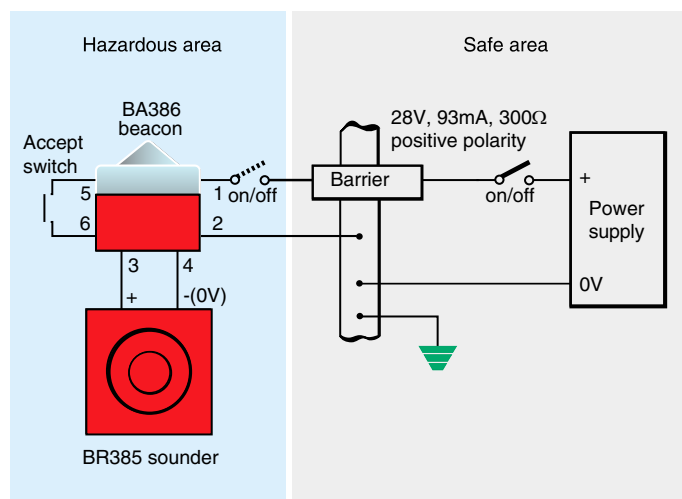 Hazardous area
Safe area
BA386
beacon
28V, 93mA, 300Ω
positive polarity
Accept
switch
5
1
on/off
Barrier
on/off
+
Power
supply
6
2
3
4
+
-(0V)
0V
BR385 sounder